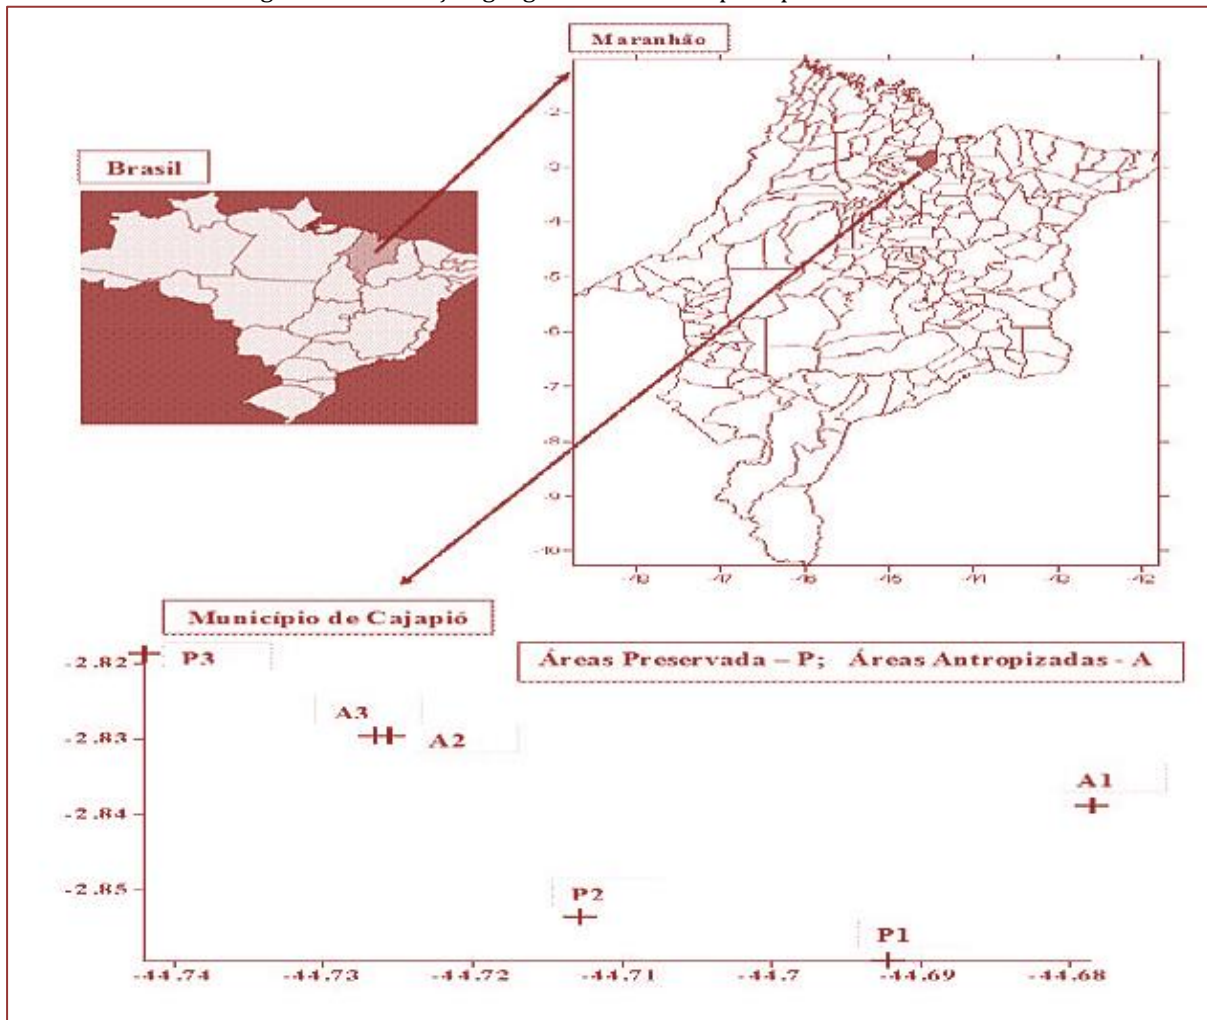 Maranhão
-2
Brasil
-3
-4
-5
-6
-7
-8
-9
-10
-48 -47 -46 -45 -44 -43 -42
Município de Cajapió
Áreas Preservada – P; Áreas Antropizadas - A
-2.82
P3
A3
-2.83
A2
A1
-2.84
-2.85
P2
P1
-44.74 -44.73 -44.72 -44.71 -44.7 -44.69 -44.68